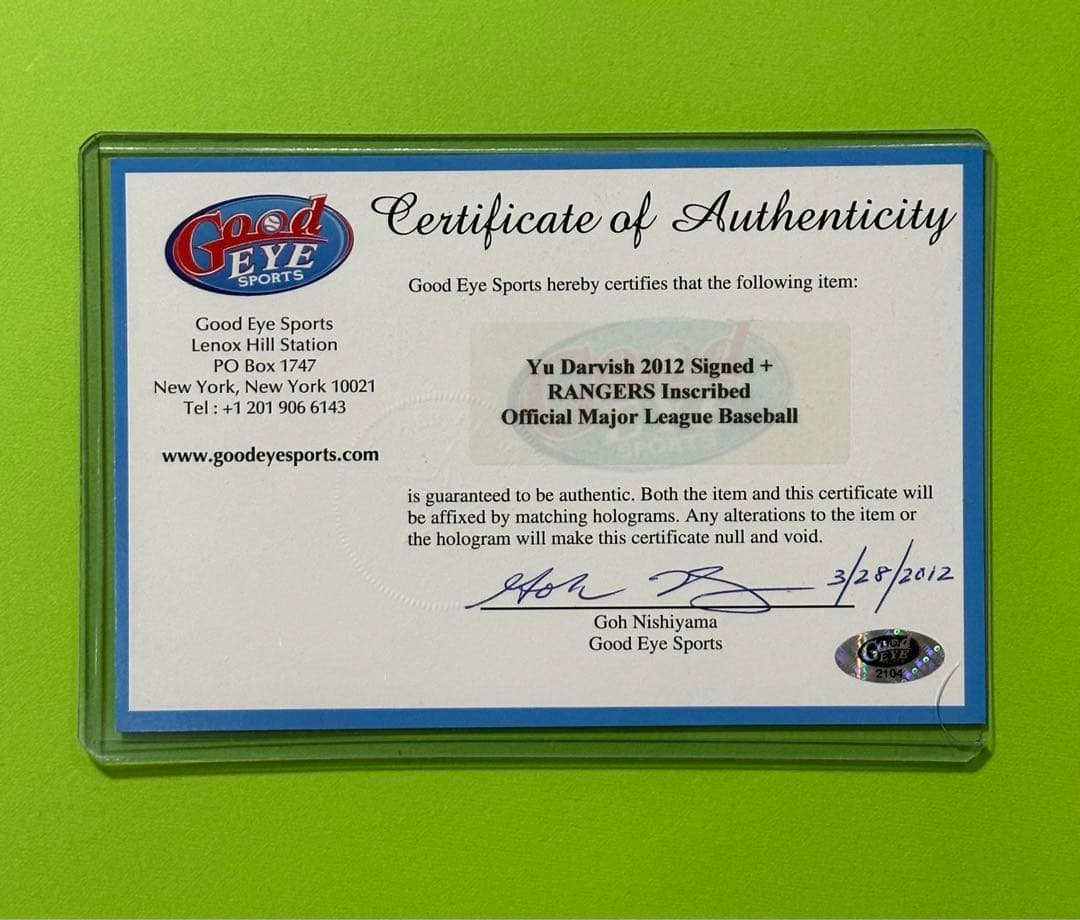 Good
EYE
SPORTS
Certificate of Authenticity
Good Eye Sports hereby certifies that the following item:
Good Eye Sports
Lenox Hill Station
PO Box 1747
New York, New York 10021
Tel : +1 201 906 6143
www.goodeyesports.com
Yu Darvish 2012 Signed +
RANGERS Inscribed
Official Major League Baseball
is guaranteed to be authentic. Both the item and this certificate will
be affixed by matching holograms. Any alterations to the item or
the hologram will make this certificate null and void.
3/28/2012
Goh Nishiyama
Good Eye Sports
Good
EYE
2104